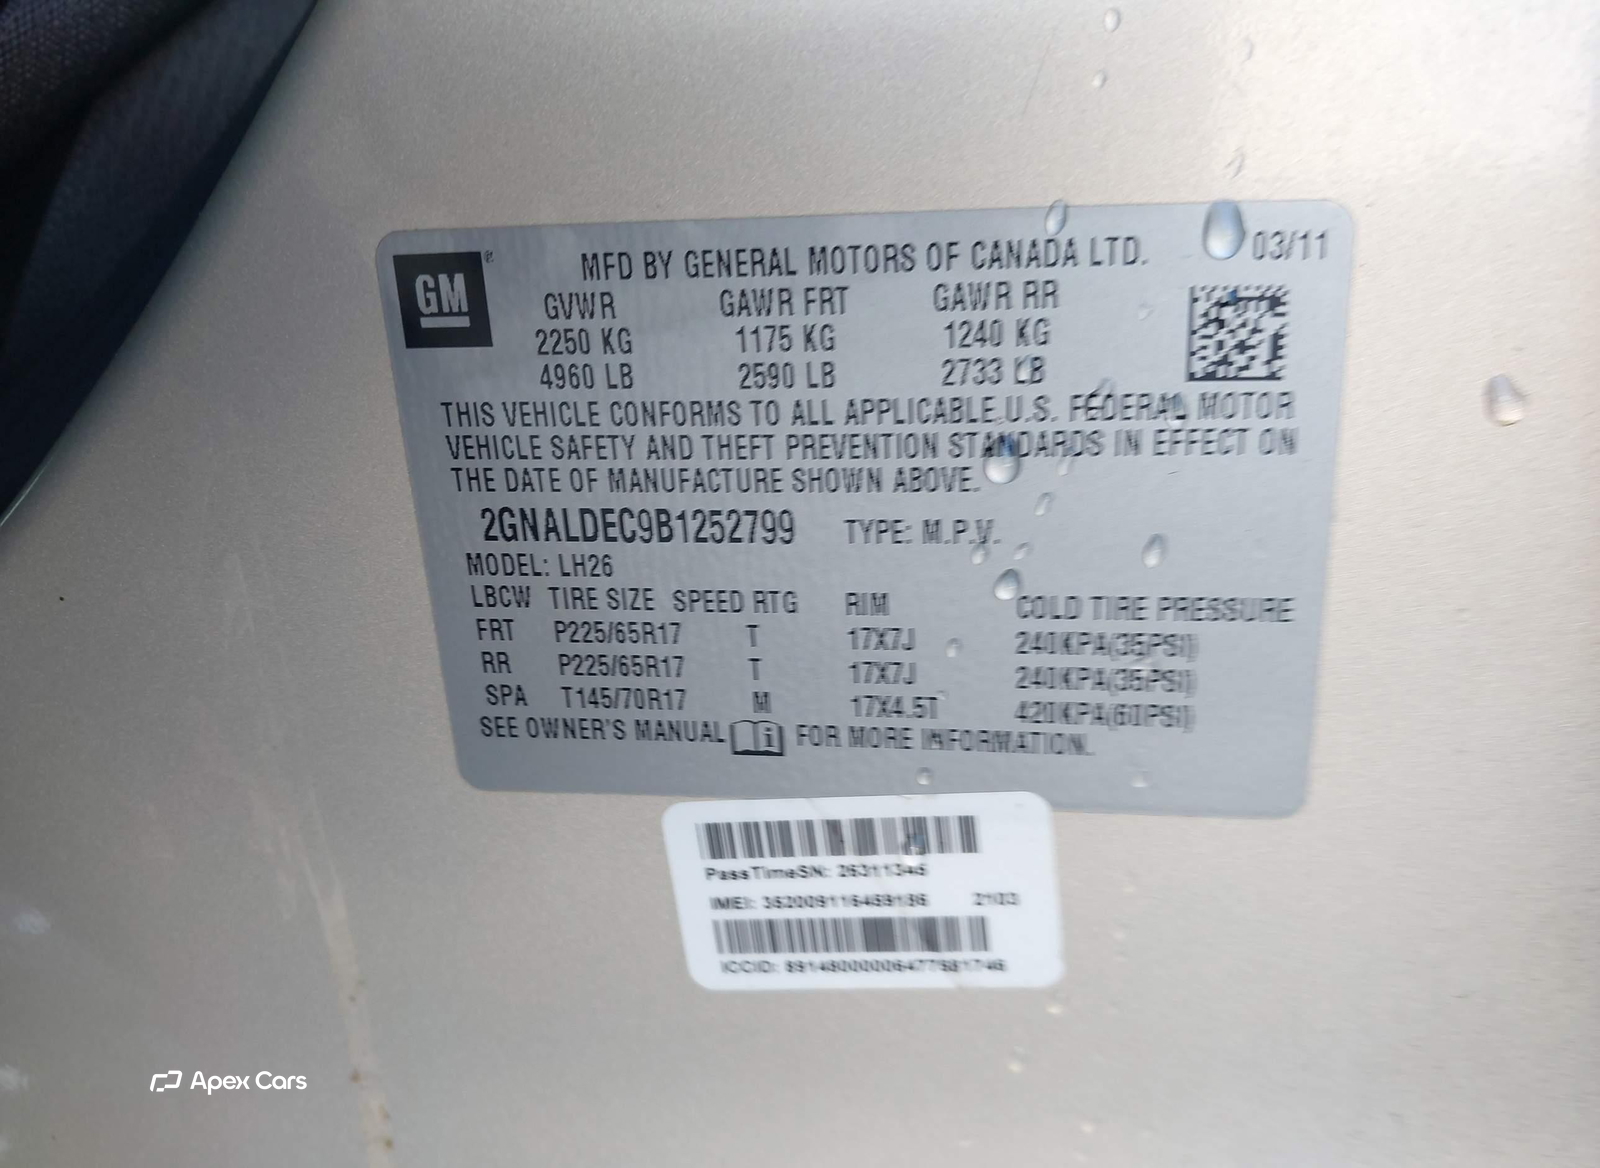 GM ® MFD BY GENERAL MOTORS OF CANADA LTD. 03/11
GVWR GAWR FRT GAWR RR
2250 KG 1175 KG 1240 KG
4960 LB 2590 LB 2733 LB
THIS VEHICLE CONFORMS TO ALL APPLICABLE U.S. FEDERAL MOTOR
VEHICLE SAFETY AND THEFT PREVENTION STANDARDS IN EFFECT ON
THE DATE OF MANUFACTURE SHOWN ABOVE.
2GNALDEC9B1252799 TYPE: M.P.V.
MODEL: LH26
LBCW TIRE SIZE SPEED RTG RIM COLD TIRE PRESSURE
FRT P225/65R17 T 17X7J 240KPA(35PSI)
RR P225/65R17 T 17X7J 240KPA(35PSI)
SPA T145/70R17 M 17X4.5T 420KPA(60PSI)
SEE OWNER'S MANUAL i FOR MORE INFORMATION.
PassTimeSN:
IMEI: 2103
ICCID:
Apex Cars